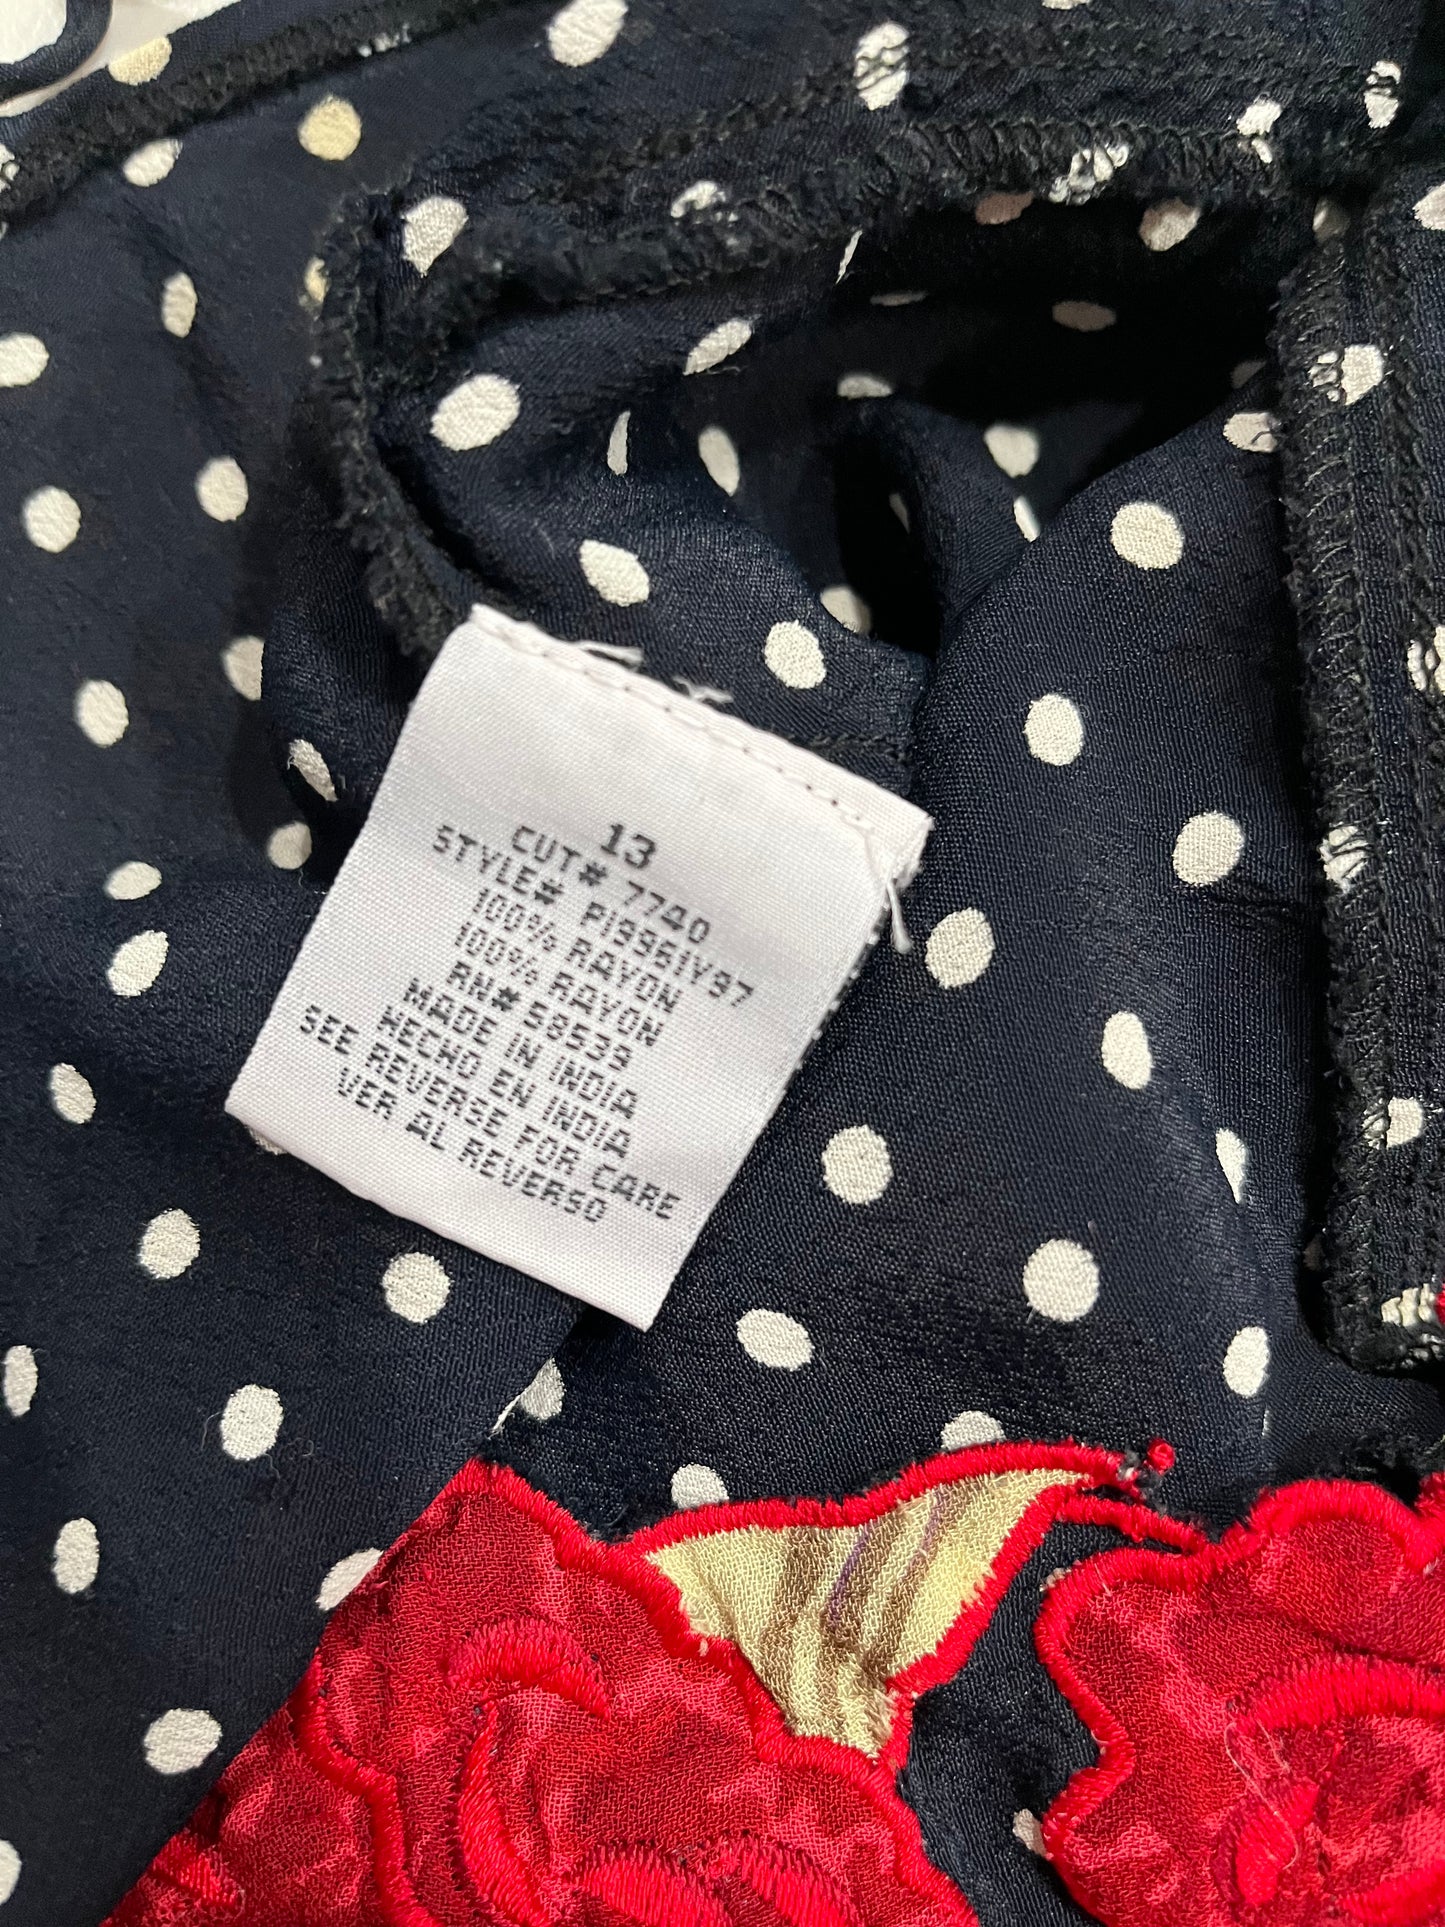 13
CUT# 7740
STYLE# PI9961Y97
100% RAYON
100% RAYON
RN# 58539
MADE IN INDIA
HECHO EN INDIA
SEE REVERSE FOR CARE
VER AL REVERSO